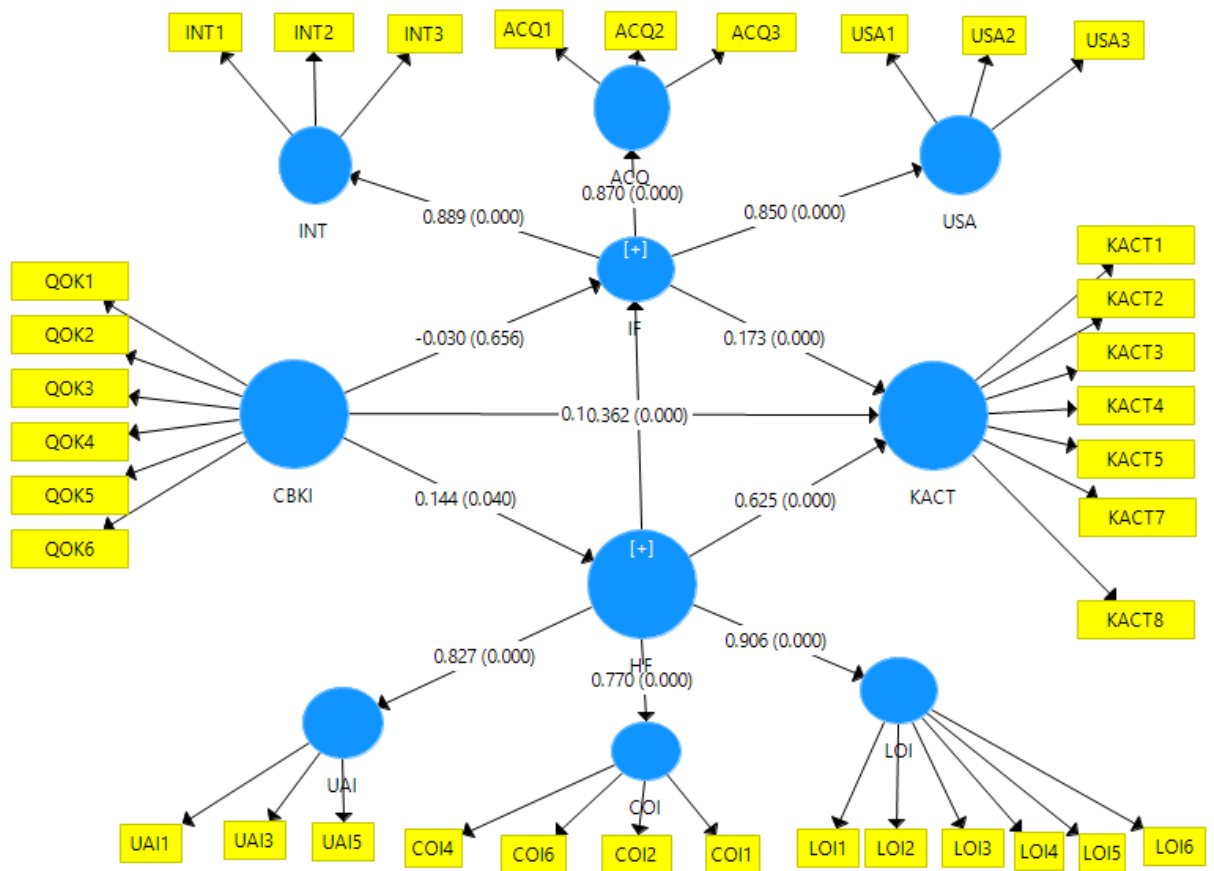 INT1
INT2
INT3
ACQ1
ACQ2
ACQ3
USA1
USA2
USA3
ACQ
0.870 (0.000)
0.889 (0.000)
0.850 (0.000)
INT
USA
[+]
IF
QOK1
QOK2
QOK3
QOK4
QOK5
QOK6
KACT1
KACT2
KACT3
KACT4
KACT5
KACT7
KACT8
-0.030 (0.656)
0.173 (0.000)
0.362 (0.000)
CBKI
KACT
0.144 (0.040)
0.625 (0.000)
[+]
HF
0.827 (0.000)
0.770 (0.000)
0.906 (0.000)
UAI
COI
LOI
UAI1
UAI3
UAI5
COI4
COI6
COI2
COI1
LOI1
LOI2
LOI3
LOI4
LOI5
LOI6